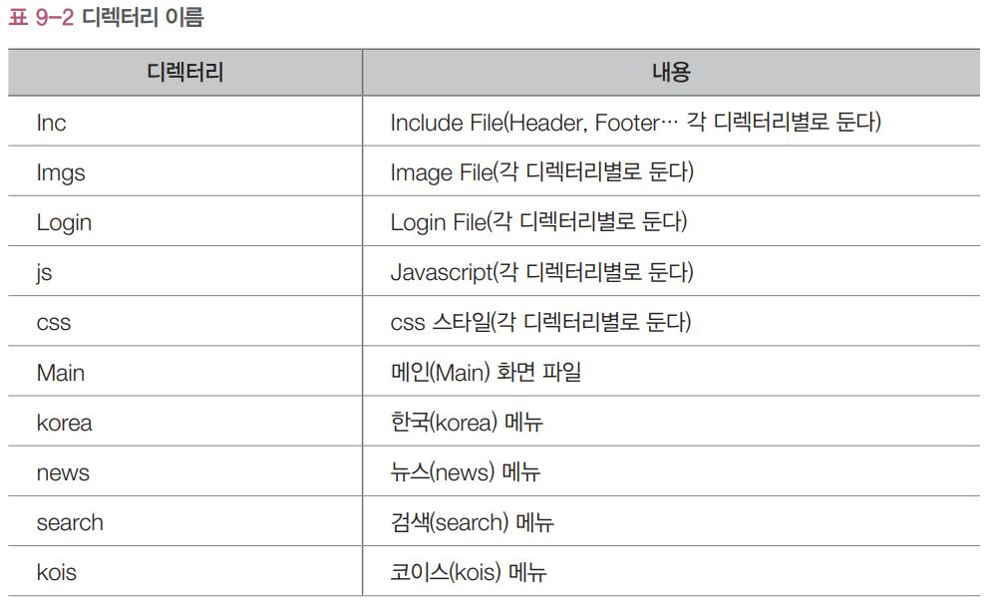 표 9-2 디렉터리 이름
디렉터리 내용
Inc Include File(Header, Footer… 각 디렉터리별로 둔다)
Imgs Image File(각 디렉터리별로 둔다)
Login Login File(각 디렉터리별로 둔다)
js Javascript(각 디렉터리별로 둔다)
css css 스타일(각 디렉터리별로 둔다)
Main 메인(Main) 화면 파일
korea 한국(korea) 메뉴
news 뉴스(news) 메뉴
search 검색(search) 메뉴
kois 코이스(kois) 메뉴